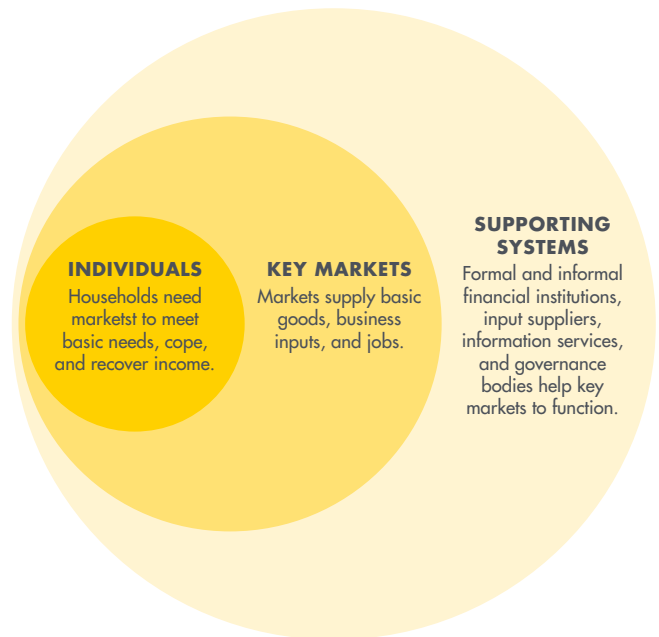 INDIVIDUALS
Households need
marketst to meet
basic needs, cope,
and recover income.
KEY MARKETS
Markets supply basic
goods, business
inputs, and jobs.
SUPPORTING
SYSTEMS
Formal and informal
financial institutions,
input suppliers,
information services,
and governance
bodies help key
markets to function.